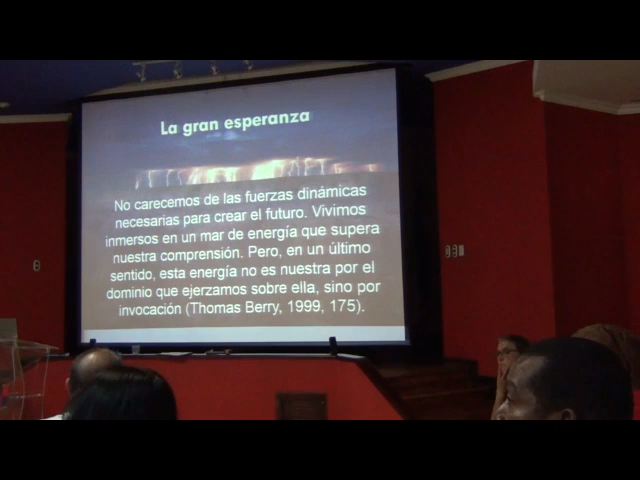 La gran esperanza
No carecemos de las fuerzas dinámicas
necesarias para crear el futuro. Vivimos
inmersos en un mar de energía que supera
nuestra comprensión. Pero, en un último
sentido, esta energía no es nuestra por el
dominio que ejerzamos sobre ella, sino por
invocación (Thomas Berry, 1999, 175).